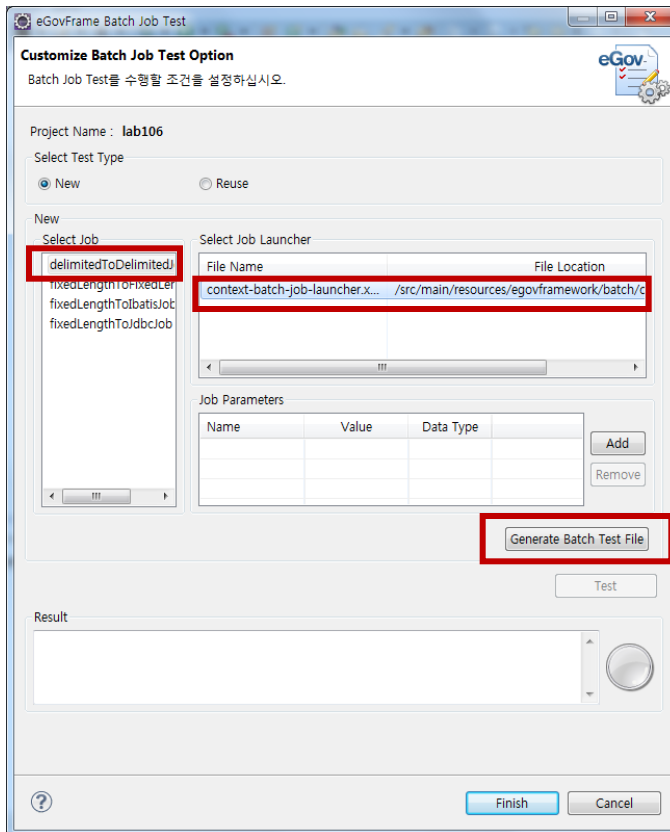 eGovFrame Batch Job Test
Customize Batch Job Test Option
Batch Job Test를 수행할 조건을 설정하십시오.
eGov
Project Name : lab106
Select Test Type
New
Reuse
New
Select Job
delimitedToDelimitedJ
fixedLengthToFixedLer
fixedLengthToIbatisJob
fixedLengthToJdbcJob
Select Job Launcher
File Name File Location
context-batch-job-launcher.x... /src/main/resources/egovframework/batch/c
Job Parameters
Name Value Data Type
Add
Remove
Generate Batch Test File
Test
Result
Finish Cancel